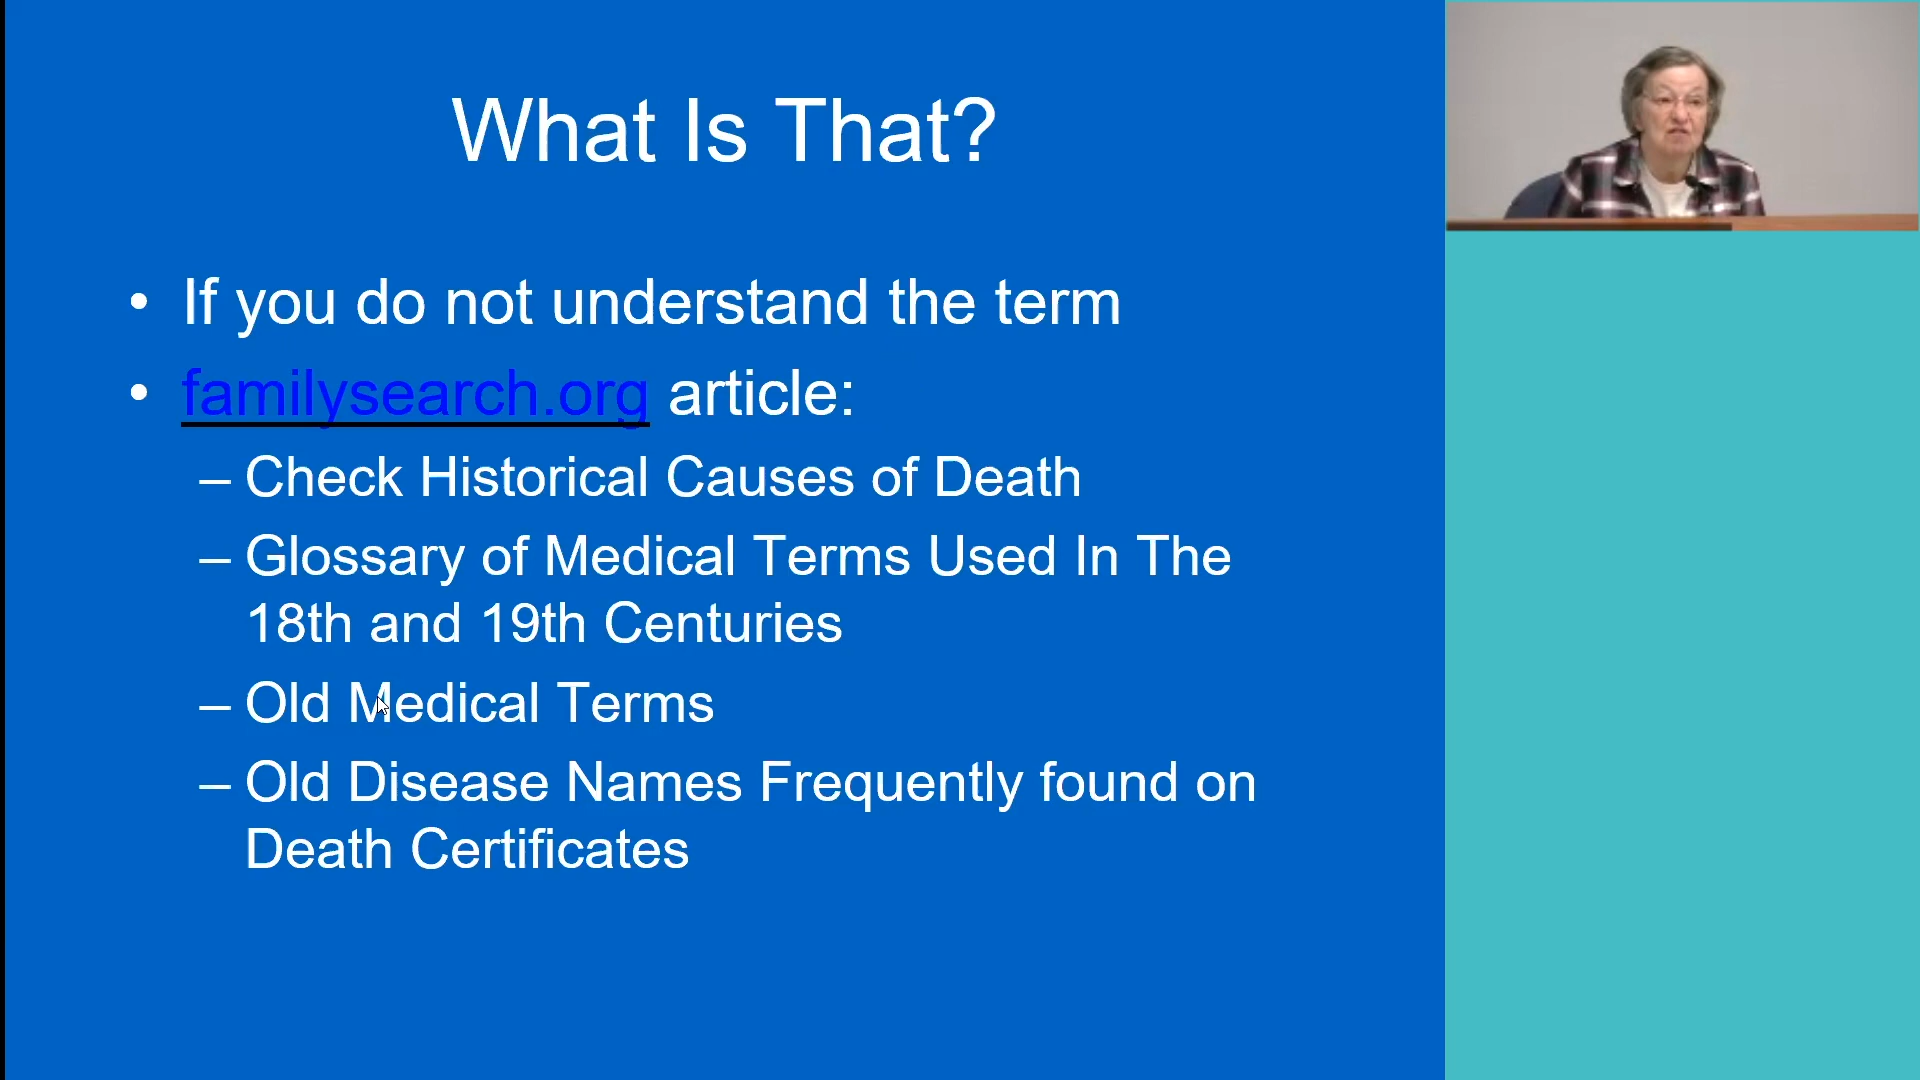 What Is That?
• If you do not understand the term
• familysearch.org article:
– Check Historical Causes of Death
– Glossary of Medical Terms Used In The
18th and 19th Centuries
– Old Medical Terms
– Old Disease Names Frequently found on
Death Certificates